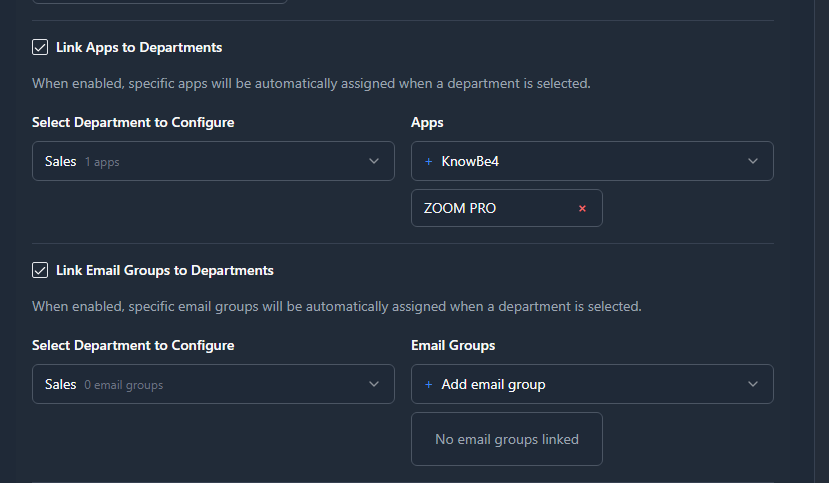 Link Apps to Departments
When enabled, specific apps will be automatically assigned when a department is selected.
Select Department to Configure
Apps
Sales 1 apps
+ KnowBe4
ZOOM PRO ×
Link Email Groups to Departments
When enabled, specific email groups will be automatically assigned when a department is selected.
Select Department to Configure
Email Groups
Sales 0 email groups
+ Add email group
No email groups linked